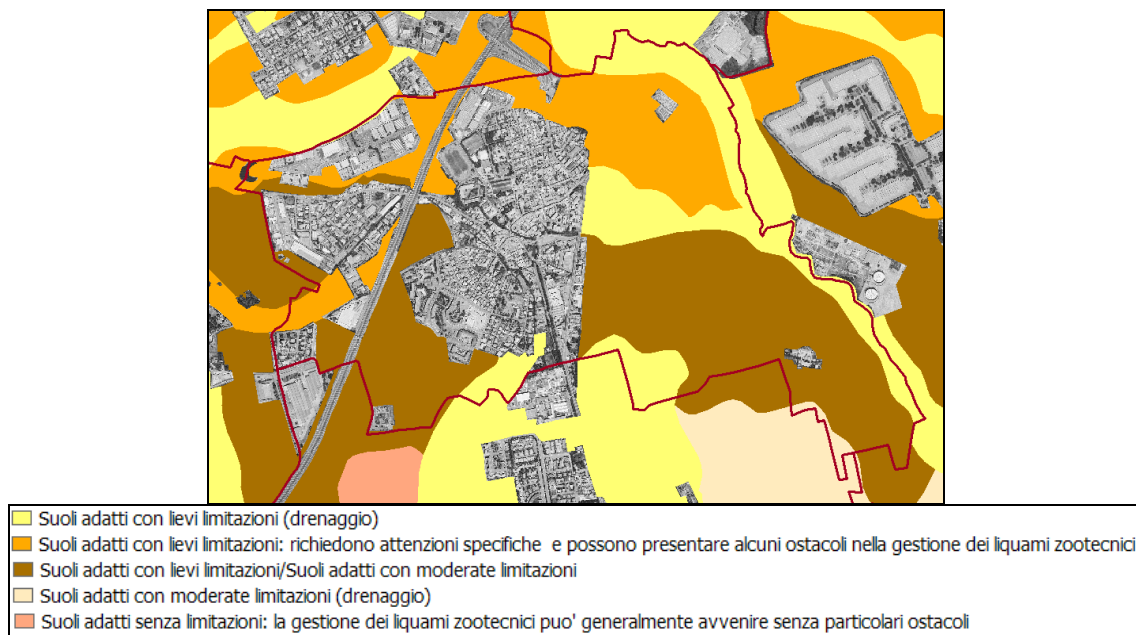 Suoli adatti con lievi limitazioni (drenaggio)
Suoli adatti con lievi limitazioni: richiedono attenzioni specifiche e possono presentare alcuni ostacoli nella gestione dei liquami zootecnici
Suoli adatti con lievi limitazioni/Suoli adatti con moderate limitazioni
Suoli adatti con moderate limitazioni (drenaggio)
Suoli adatti senza limitazioni: la gestione dei liquami zootecnici puo' generalmente avvenire senza particolari ostacoli